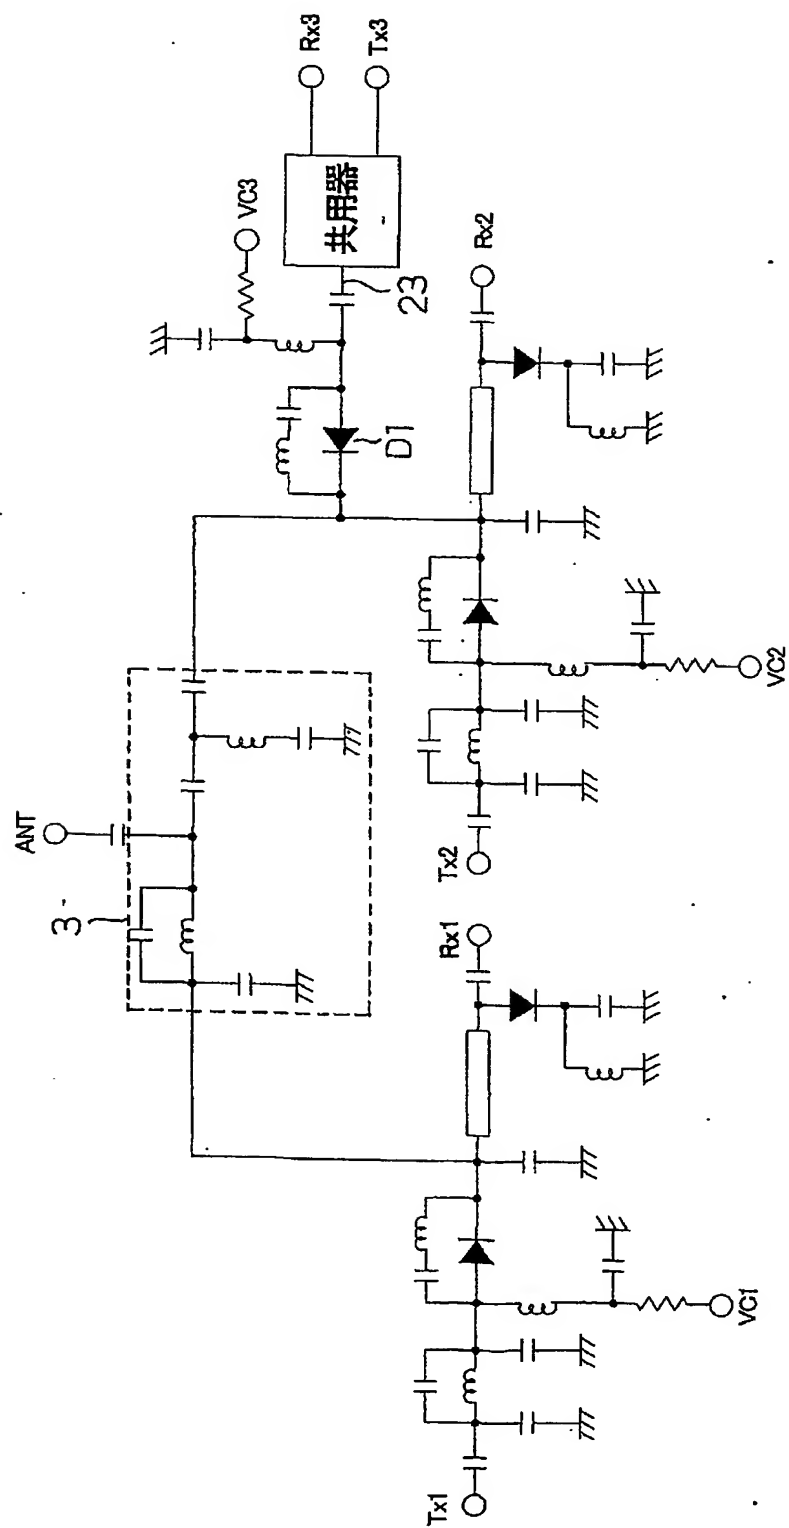 Rx3
Tx3
VC3
共用器
23
Rx2
D1
VC2
ANT
3
Tx2
Rx1
VC1
Tx1